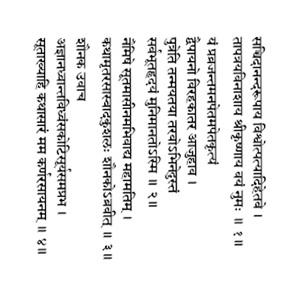 सच्चिदानन्दरूपाय विश्वोत्पत्त्यादिहेतवे ।
तापत्रयविनाशाय श्रीकृष्णाय वयं नुमः ॥ १॥
यं प्रव्रजन्तमनपेतमपेतकृत्यं
द्वैपायनो विरहकातर आजुहाव ।
पुत्रेति तन्मयतया तरवोऽभिनेदुस्तं
सर्वभूतहृदयं मुनिमानतोऽस्मि ॥ २॥
नैमिषे सूतमासीनमभिवाद्य महामतिम् ।
कथामृतरसास्वादकुशलः शौनकोऽब्रवीत् ॥ ३॥
शौनक उवाच
अज्ञानध्वान्तविध्वंसकोटिसूर्यसमप्रभ ।
सूताख्याहि कथासारं मम कर्णरसायनम् ॥ ४॥